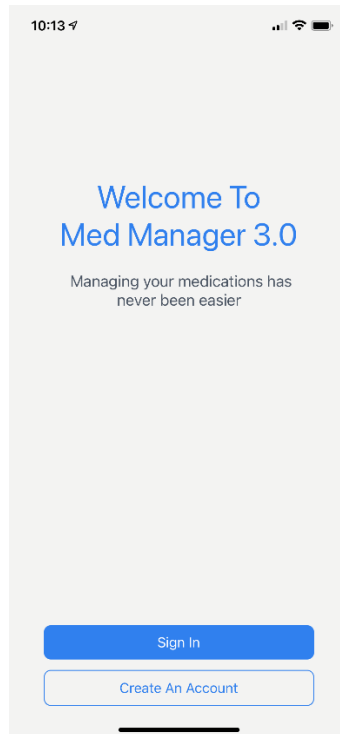 10:13
Welcome To
Med Manager 3.0
Managing your medications has
never been easier
Sign In
Create An Account